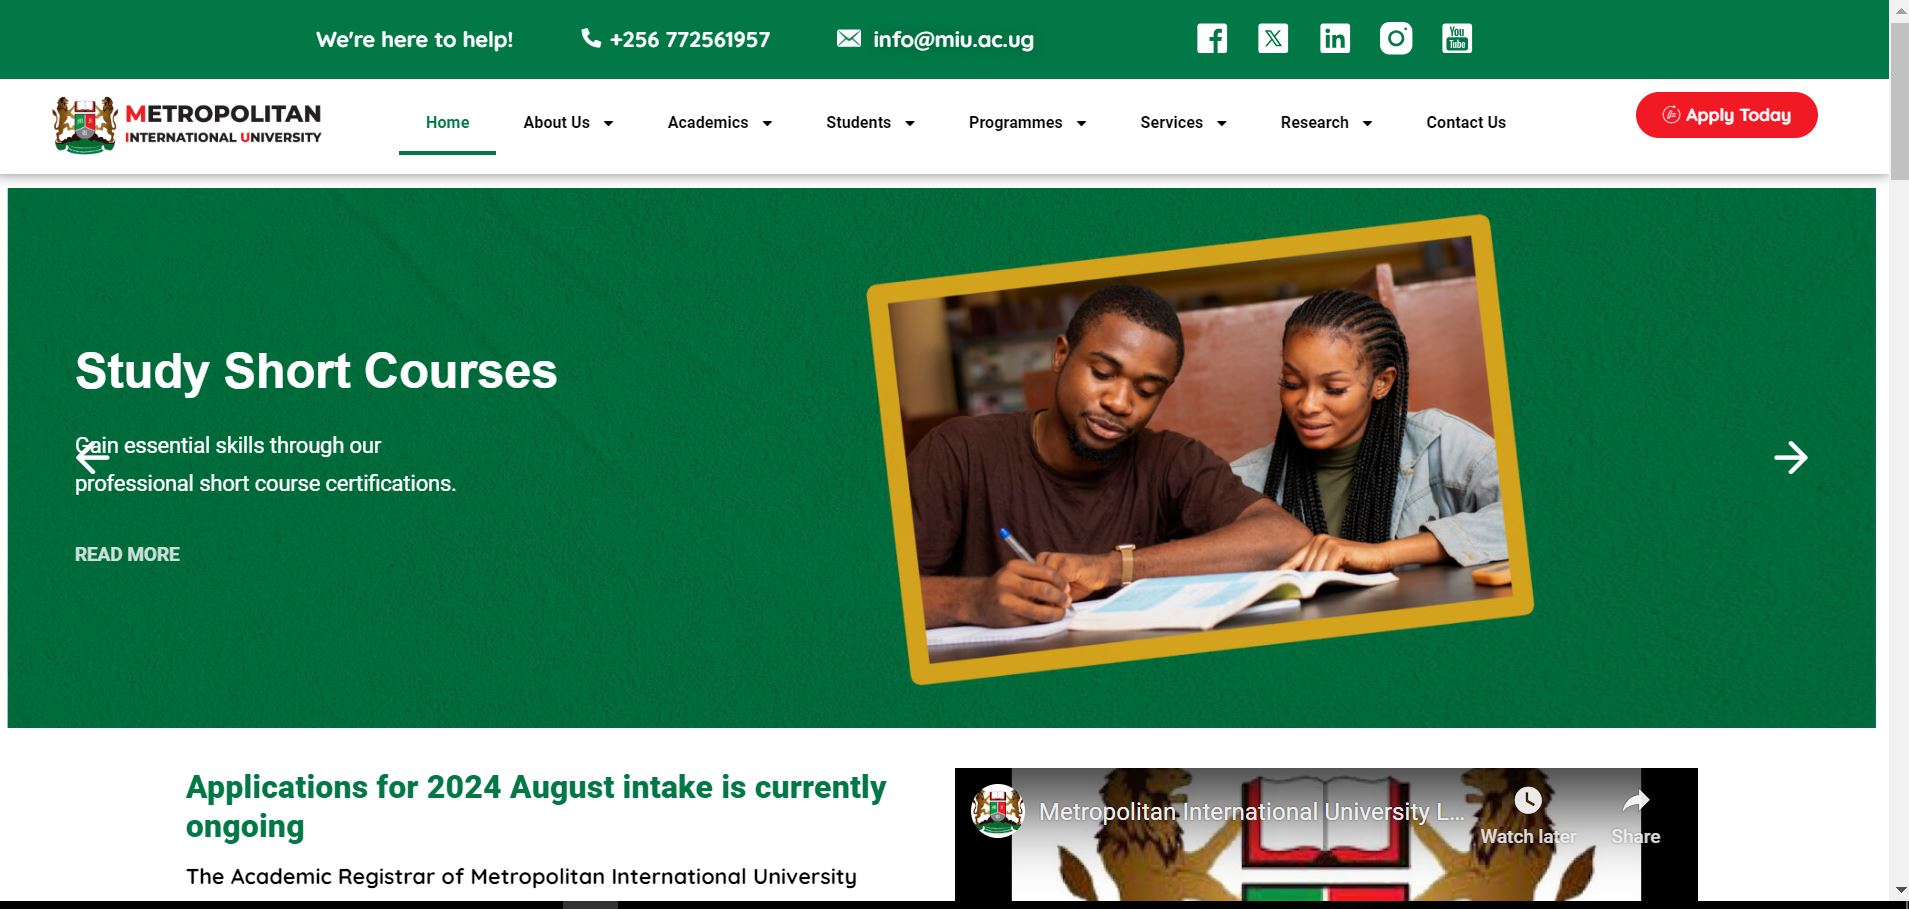 We're here to help!
+256 772561957
info@miu.ac.ug
You
Tube
METROPOLITAN
INTERNATIONAL UNIVERSITY
Home
About Us
Academics
Students
Programmes
Services
Research
Contact Us
Apply Today
Study Short Courses
Gain essential skills through our
professional short course certifications.
READ MORE
Applications for 2024 August intake is currently
ongoing
The Academic Registrar of Metropolitan International University
Metropolitan International University L...
Watch later
Share